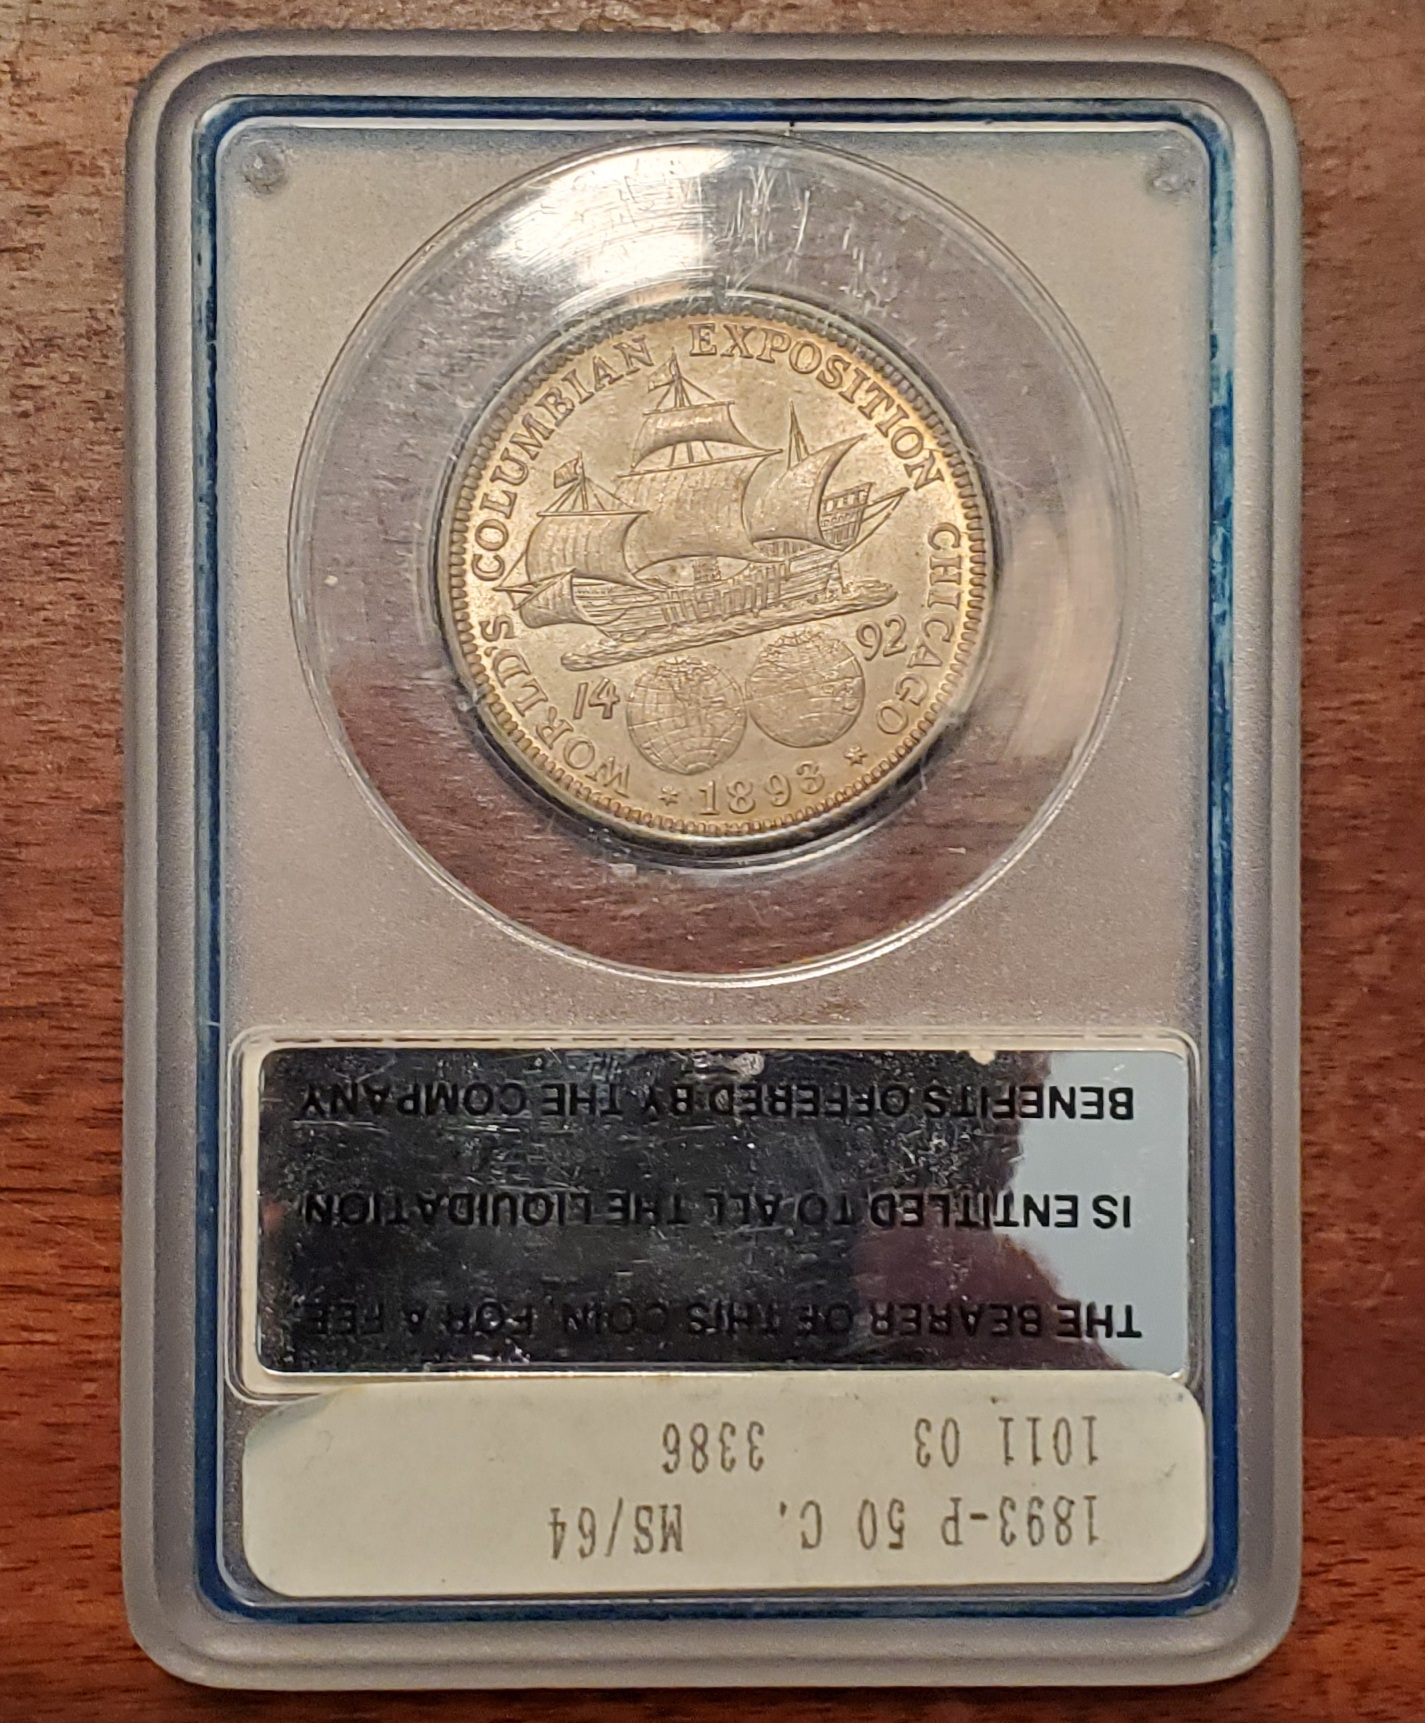 WORLD'S COLUMBIAN EXPOSITION CHICAGO
14 92
* 1893 *
THE BEARER OF THIS COIN, FOR A FEE,
IS ENTITLED TO ALL THE LIQUIDATION
BENEFITS OFFERED BY THE COMPANY
1893-P 50 C. MS/64
1011 03 3386